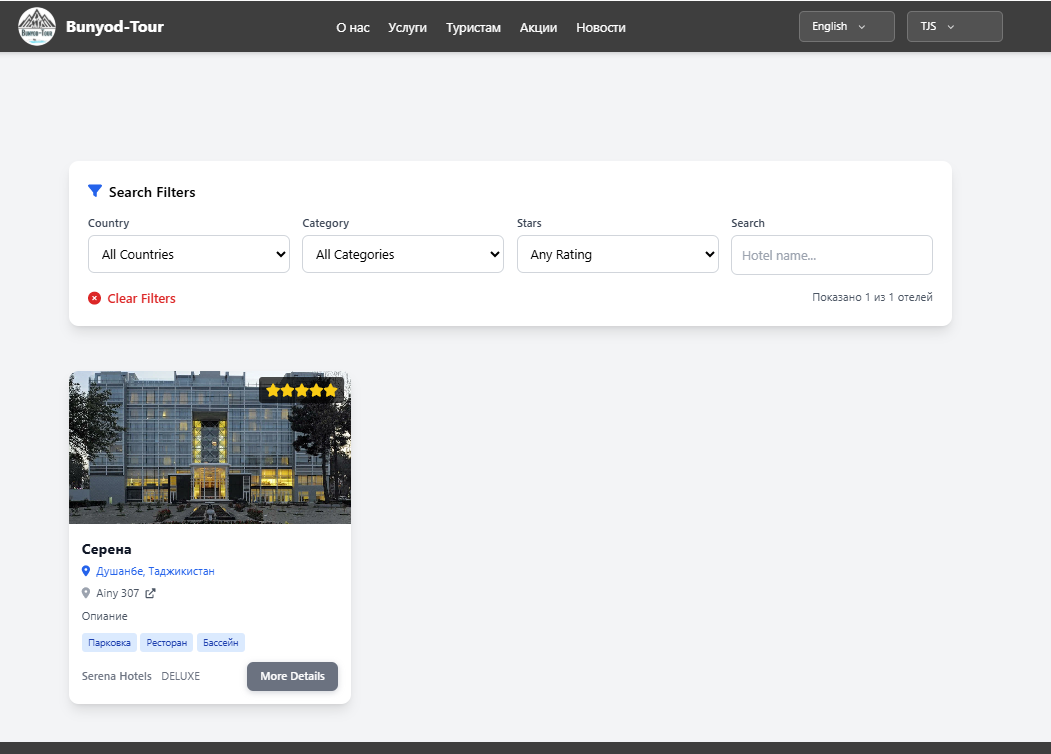 Bunyod-Tour
Bunyod-Tour
О нас Услуги Туристам Акции Новости
English TJS
Search Filters
Country Category Stars Search
All Countries All Categories Any Rating Hotel name...
Clear Filters Показано 1 из 1 отелей
Серена
Душанбе, Таджикистан
Ainy 307
Опиание
Парковка Ресторан Бассейн
Serena Hotels DELUXE More Details